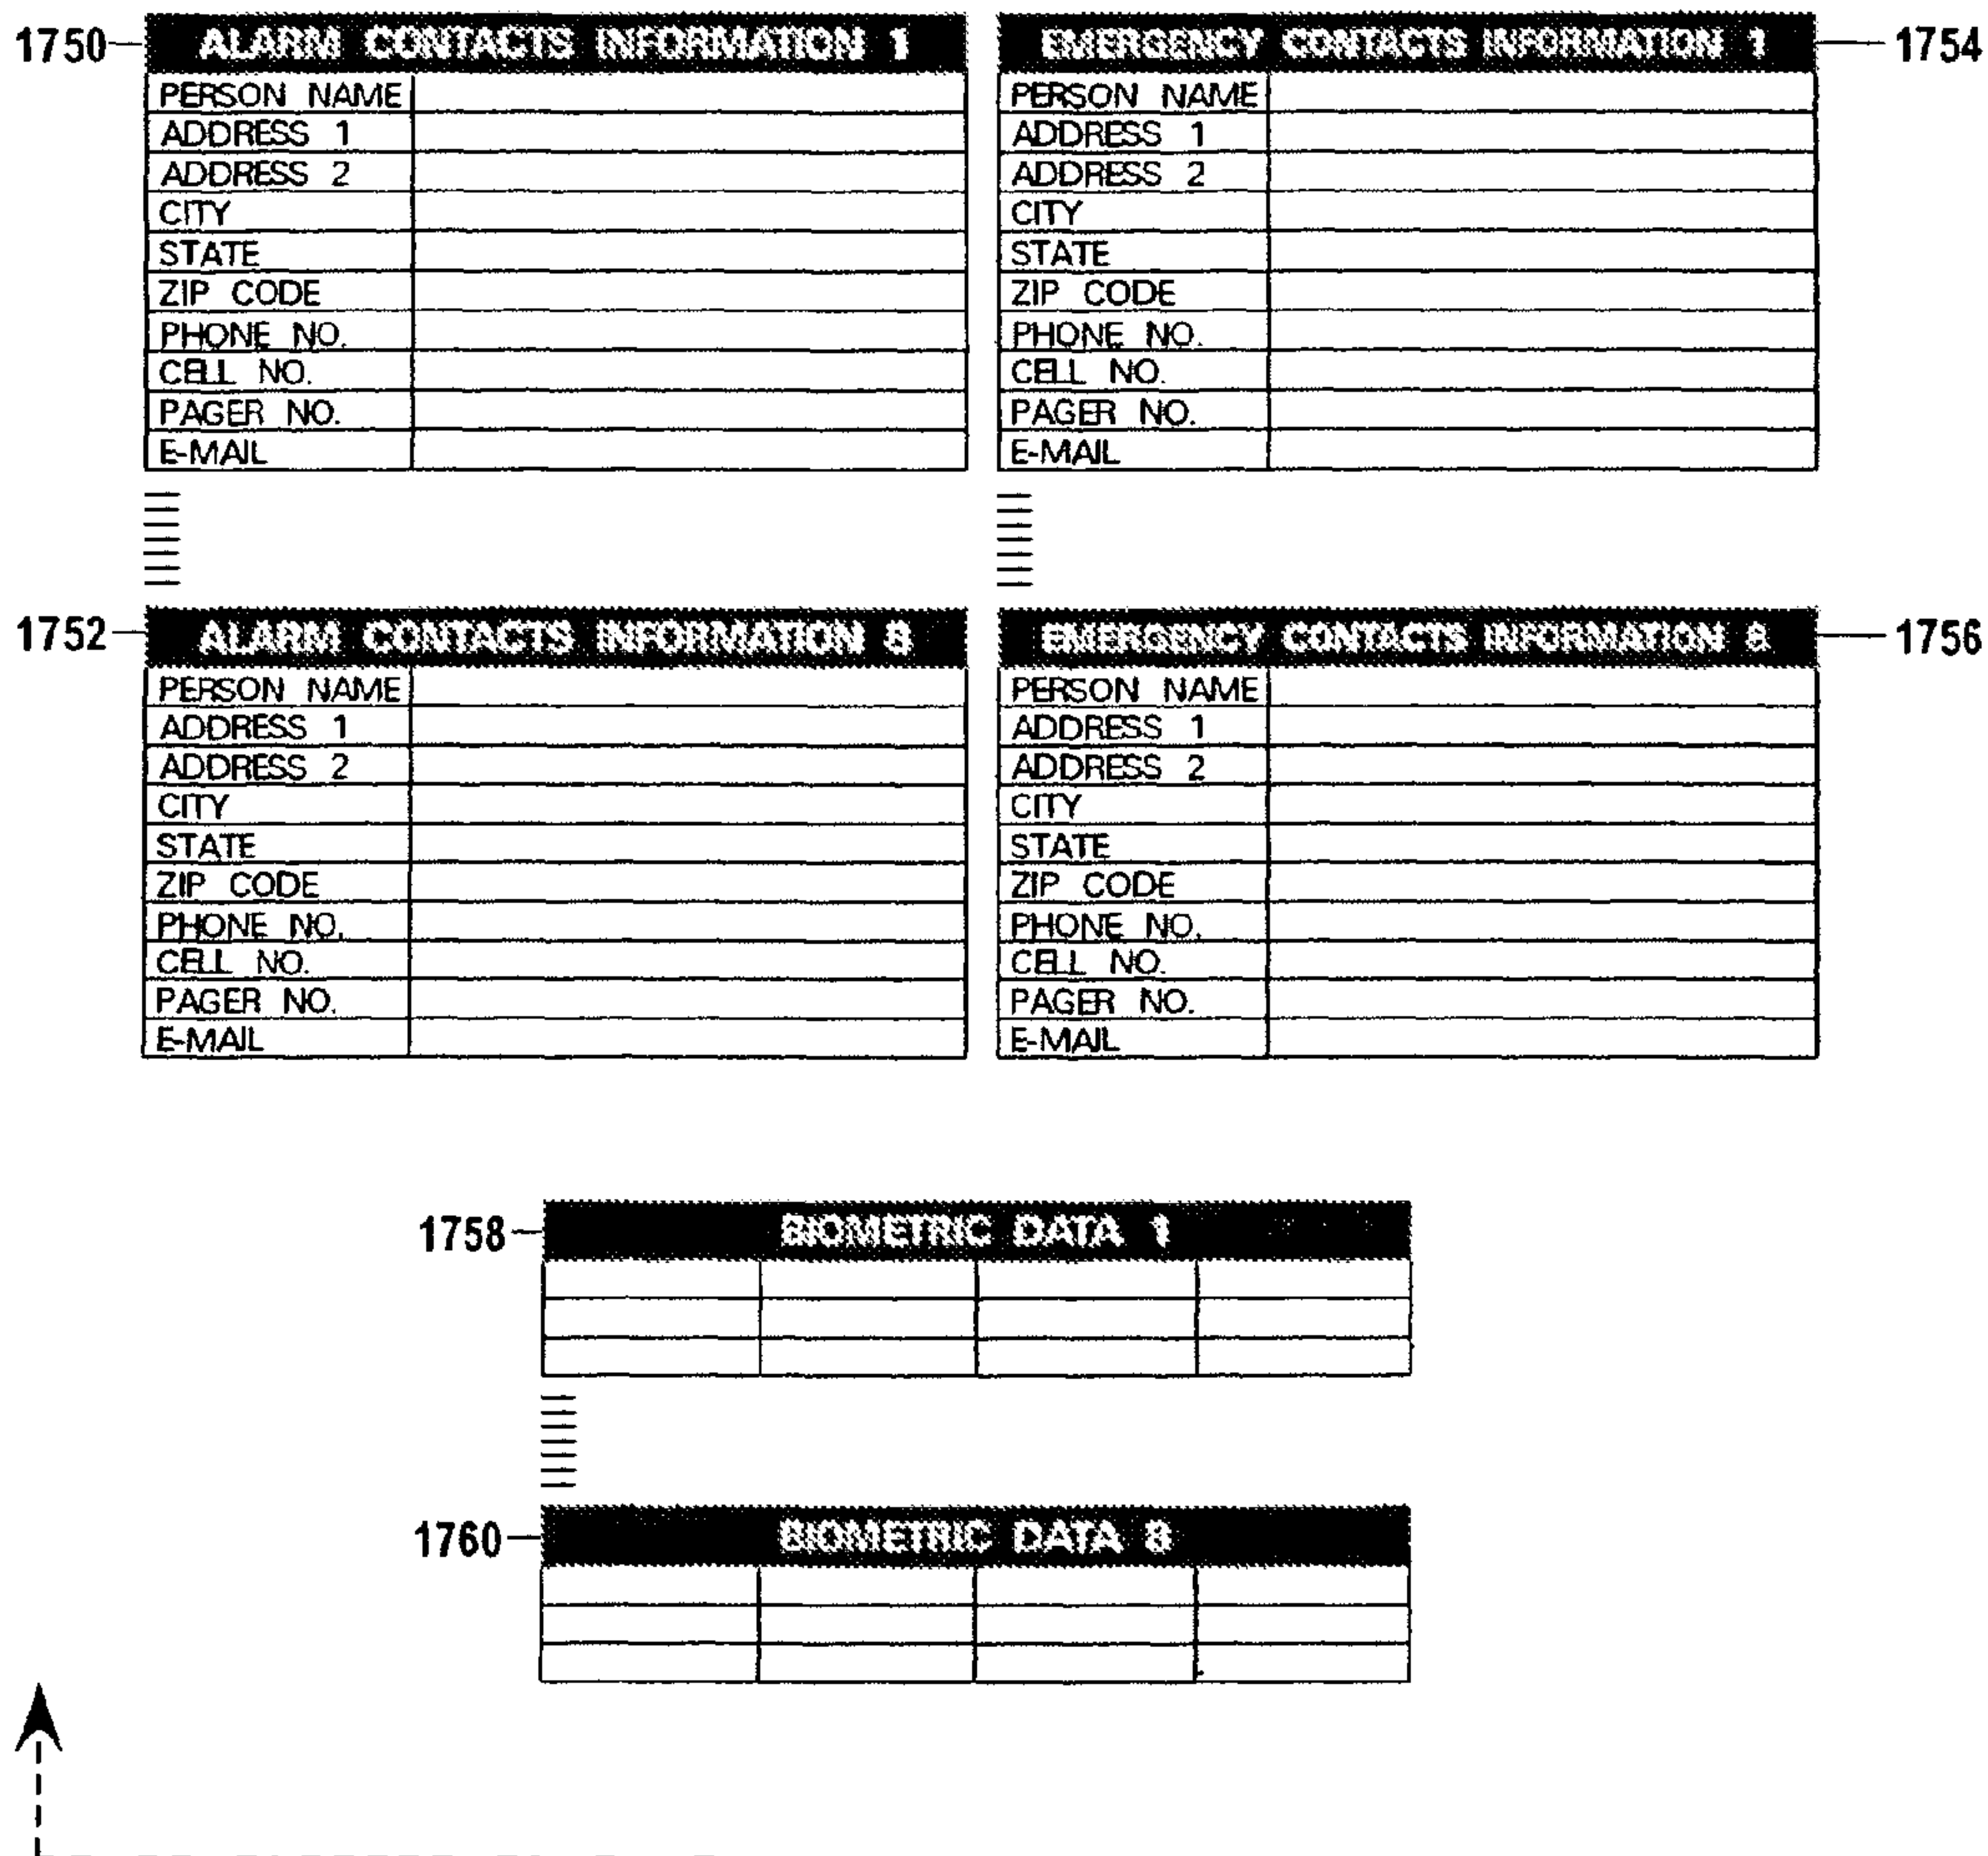 1750 ALARM CONTACTS INFORMATION 1
PERSON NAME
ADDRESS 1
ADDRESS 2
CITY
STATE
ZIP CODE
PHONE NO.
CELL NO.
PAGER NO.
E-MAIL
EMERGENCY CONTACTS INFORMATION 1 1754
PERSON NAME
ADDRESS 1
ADDRESS 2
CITY
STATE
ZIP CODE
PHONE NO.
CELL NO.
PAGER NO.
E-MAIL
1752 ALARM CONTACTS INFORMATION 8
PERSON NAME
ADDRESS 1
ADDRESS 2
CITY
STATE
ZIP CODE
PHONE NO.
CELL NO.
PAGER NO.
E-MAIL
EMERGENCY CONTACTS INFORMATION 8 1756
PERSON NAME
ADDRESS 1
ADDRESS 2
CITY
STATE
ZIP CODE
PHONE NO.
CELL NO.
PAGER NO.
E-MAIL
1758 BIOMETRIC DATA 1
1760 BIOMETRIC DATA 8